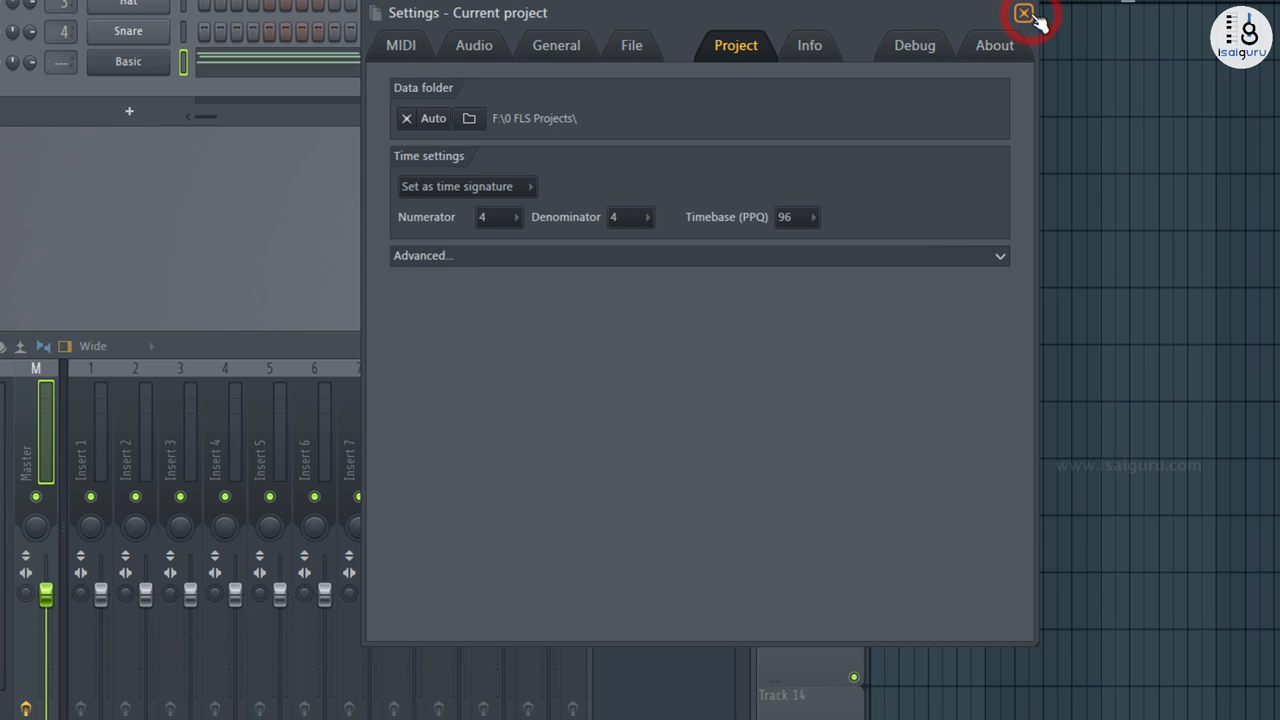 Settings - Current project
3
Hat
4
Snare
---
Basic
+
MIDI
Audio
General
File
Project
Info
Debug
About
Data folder
Auto
F:\0 FLS Projects\
Time settings
Set as time signature
Numerator
4
Denominator
4
Timebase (PPQ)
96
Advanced...
Wide
M
1
2
3
4
5
6
7
Master
Insert 1
Insert 2
Insert 3
Insert 4
Insert 5
Insert 6
Insert 7
...
Track 14
www.isaiguru.com
isaiguru